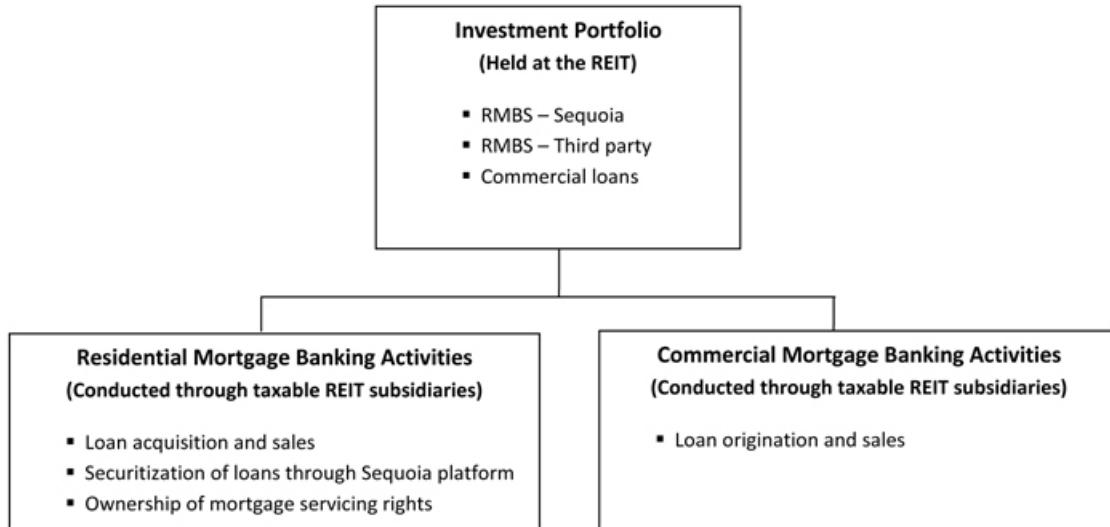 Investment Portfolio
(Held at the REIT)
▪ RMBS – Sequoia
▪ RMBS – Third party
▪ Commercial loans
Residential Mortgage Banking Activities
(Conducted through taxable REIT subsidiaries)
▪ Loan acquisition and sales
▪ Securitization of loans through Sequoia platform
▪ Ownership of mortgage servicing rights
Commercial Mortgage Banking Activities
(Conducted through taxable REIT subsidiaries)
▪ Loan origination and sales